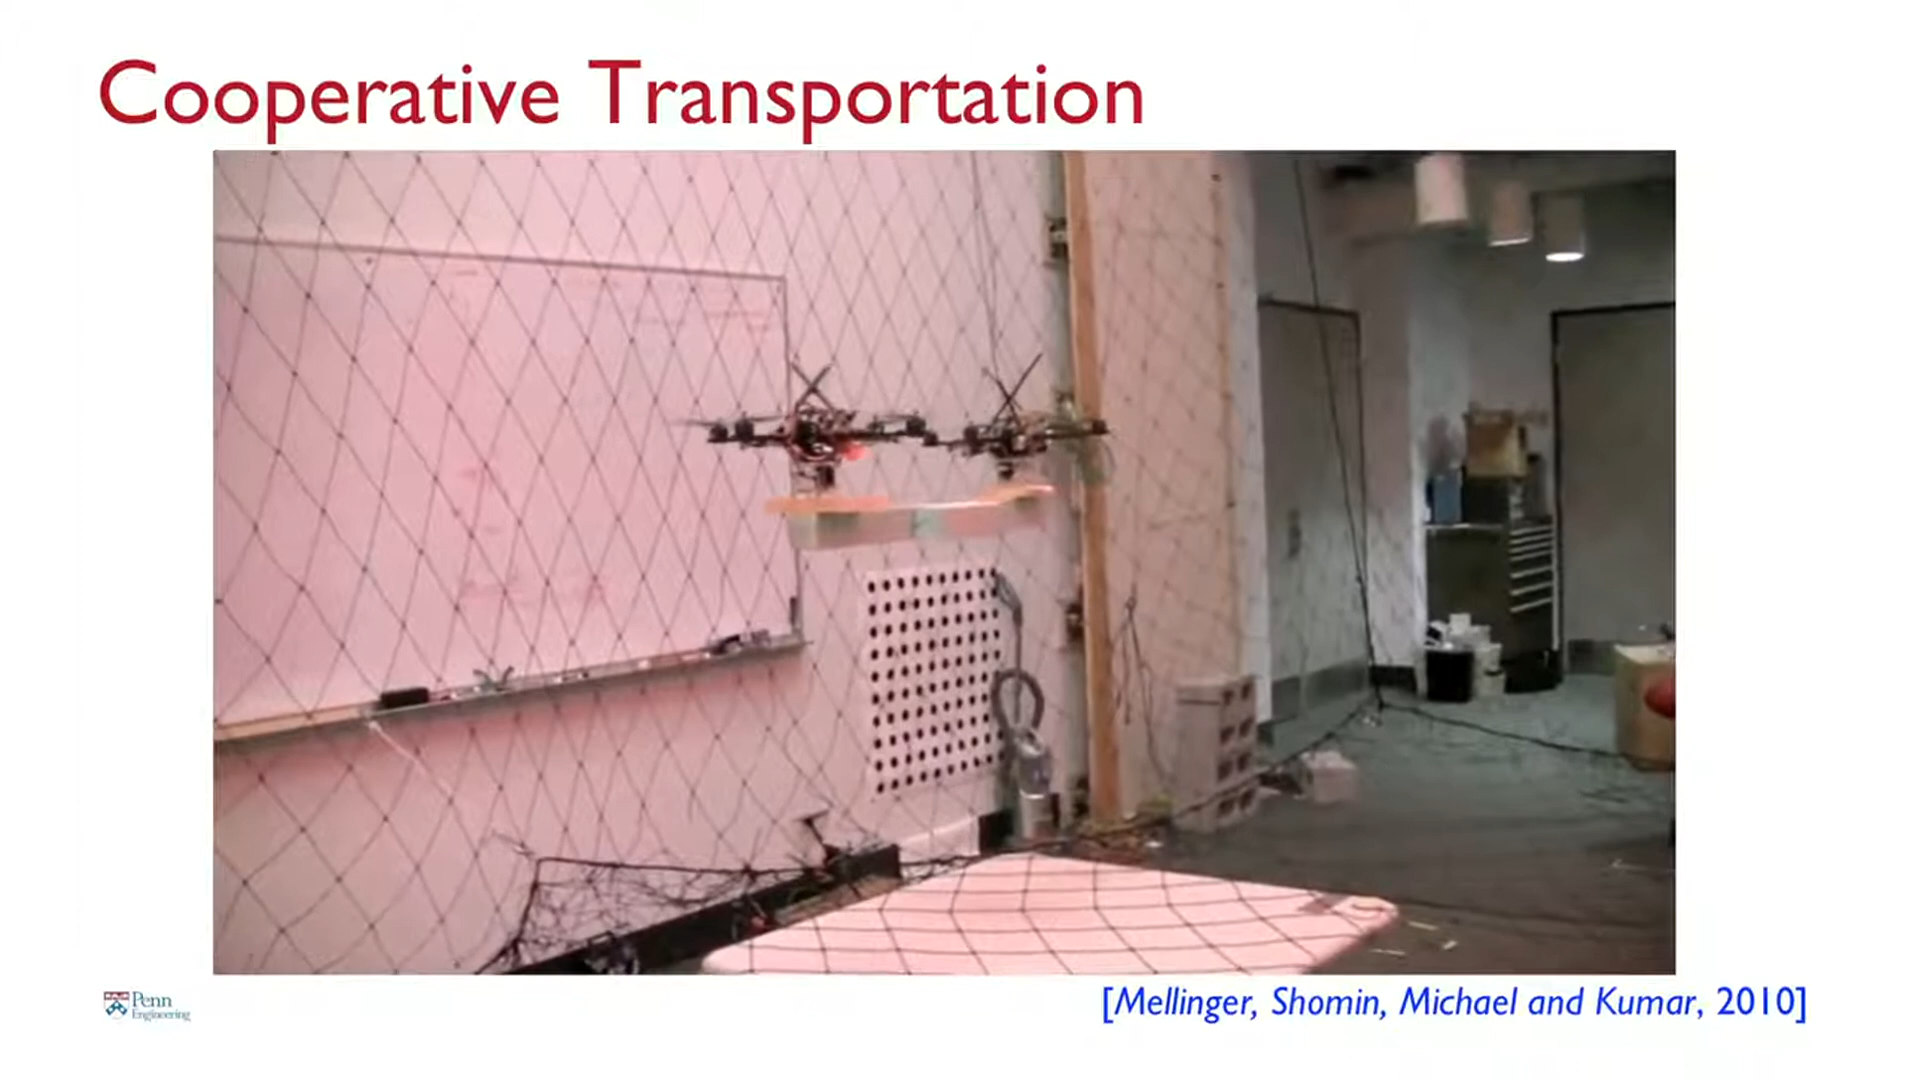 Cooperative Transportation
Penn
Engineering
[Mellinger, Shomin, Michael and Kumar, 2010]